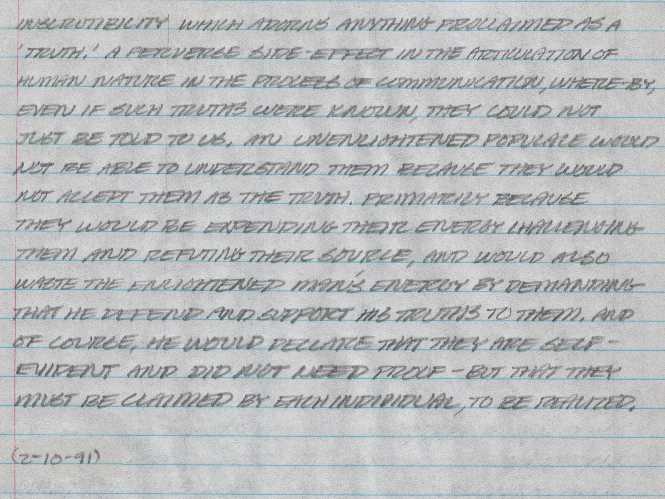 INSCRUTIBILITY WHICH ADORNS ANYTHING PROCLAIMED AS A
'TRUTH.' A PERVERSE SIDE-EFFECT IN THE ARTICULATION OF
HUMAN NATURE IN THE PROCESS OF COMMUNICATION, WHERE-BY,
EVEN IF SUCH TRUTHS WERE KNOWN, THEY COULD NOT
JUST BE TOLD TO US. AN UNENLIGHTENED POPULACE WOULD
NOT BE ABLE TO UNDERSTAND THEM BECAUSE THEY WOULD
NOT ACCEPT THEM AS THE TRUTH. PRIMARILY BECAUSE
THEY WOULD BE EXPENDING THEIR ENERGY CHALLENGING
THEM AND REFUTING THEIR SOURCE, AND WOULD ALSO
WASTE THE ENLIGHTENED MAN'S ENERGY BY DEMANDING
THAT HE DEFEND AND SUPPORT HIS TRUTHS TO THEM. AND
OF COURSE, HE WOULD DECLARE THAT THEY ARE SELF-
EVIDENT AND DID NOT NEED PROOF - BUT THAT THEY
MUST BE CLAIMED BY EACH INDIVIDUAL, TO BE REALIZED.
(2-10-91)